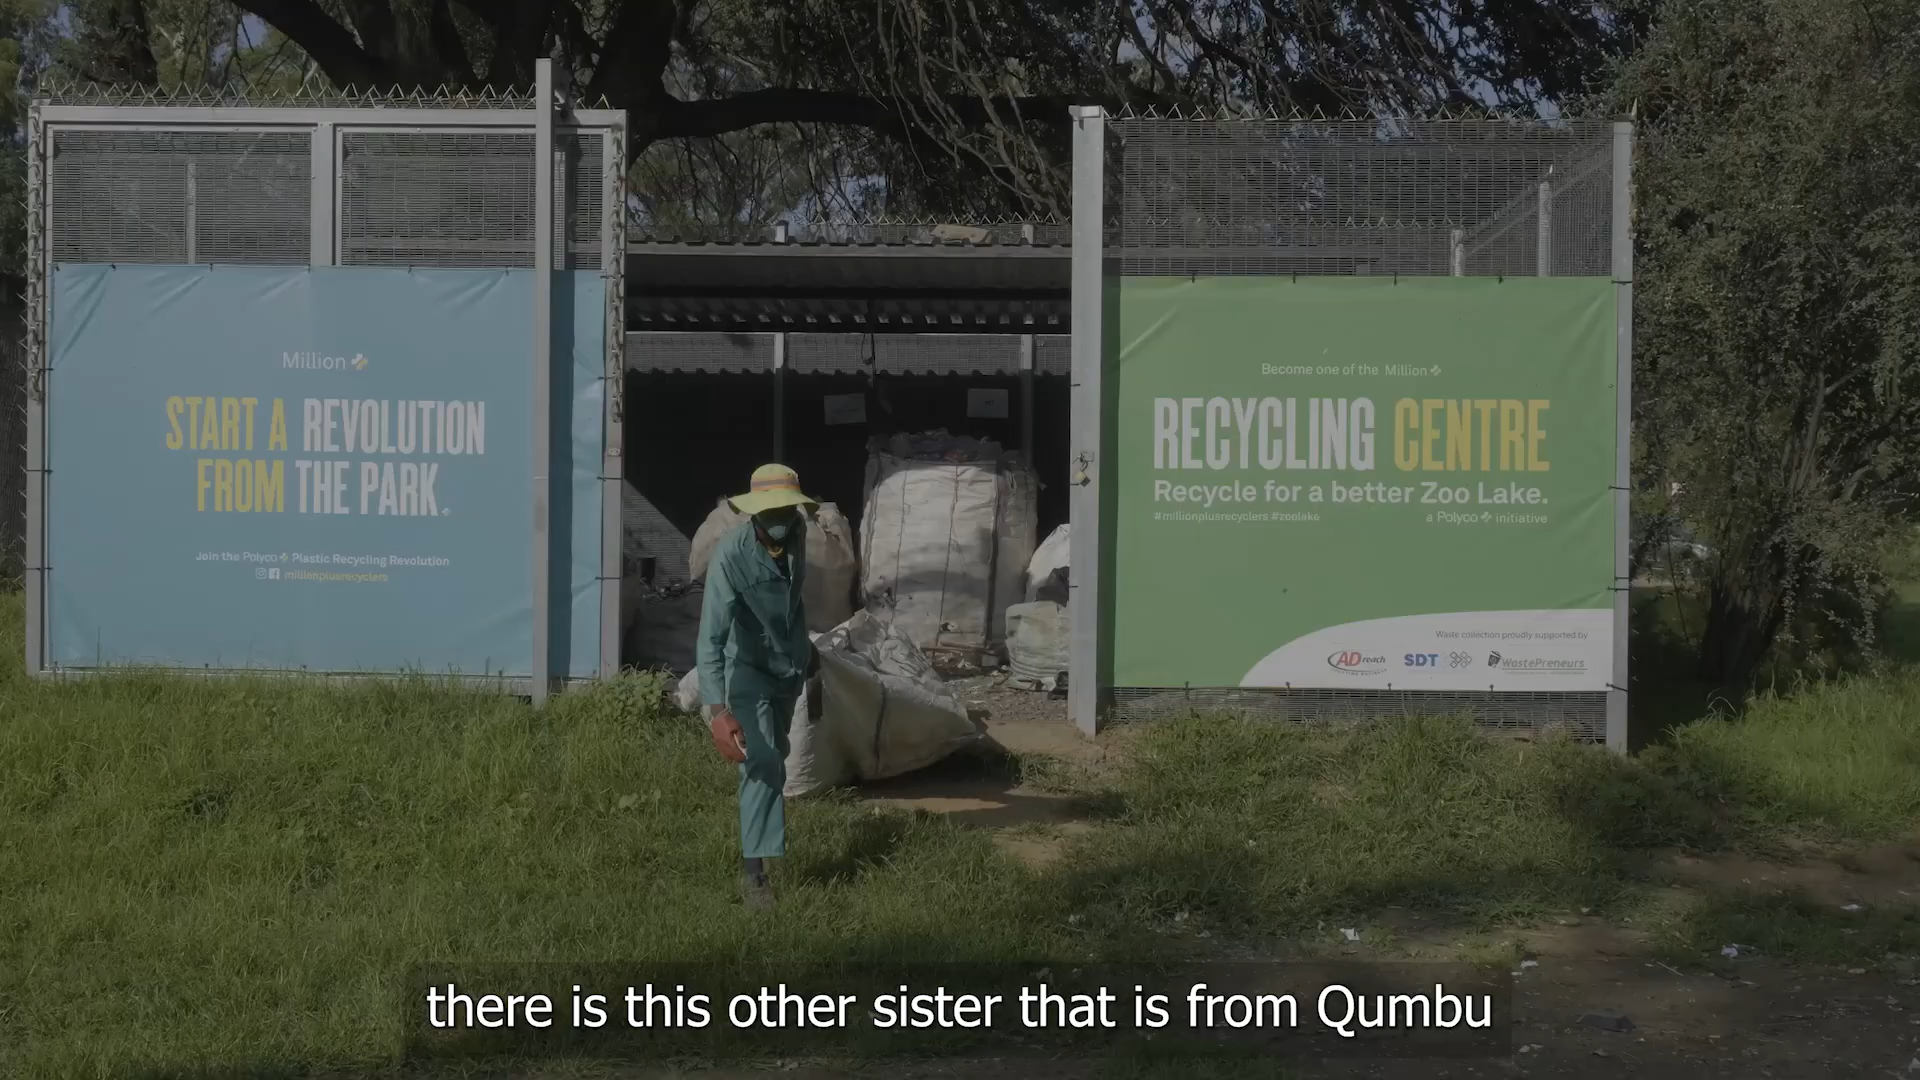 Million
START A REVOLUTION
FROM THE PARK.
Join the Polyco Plastic Recycling Revolution
millionplusrecyclers
Become one of the Million
RECYCLING CENTRE
Recycle for a better Zoo Lake.
#millionplusrecyclers #zoolake
a Polyco initiative
Waste collection proudly supported by
ADreach
SDT
WastePreneurs
there is this other sister that is from Qumbu